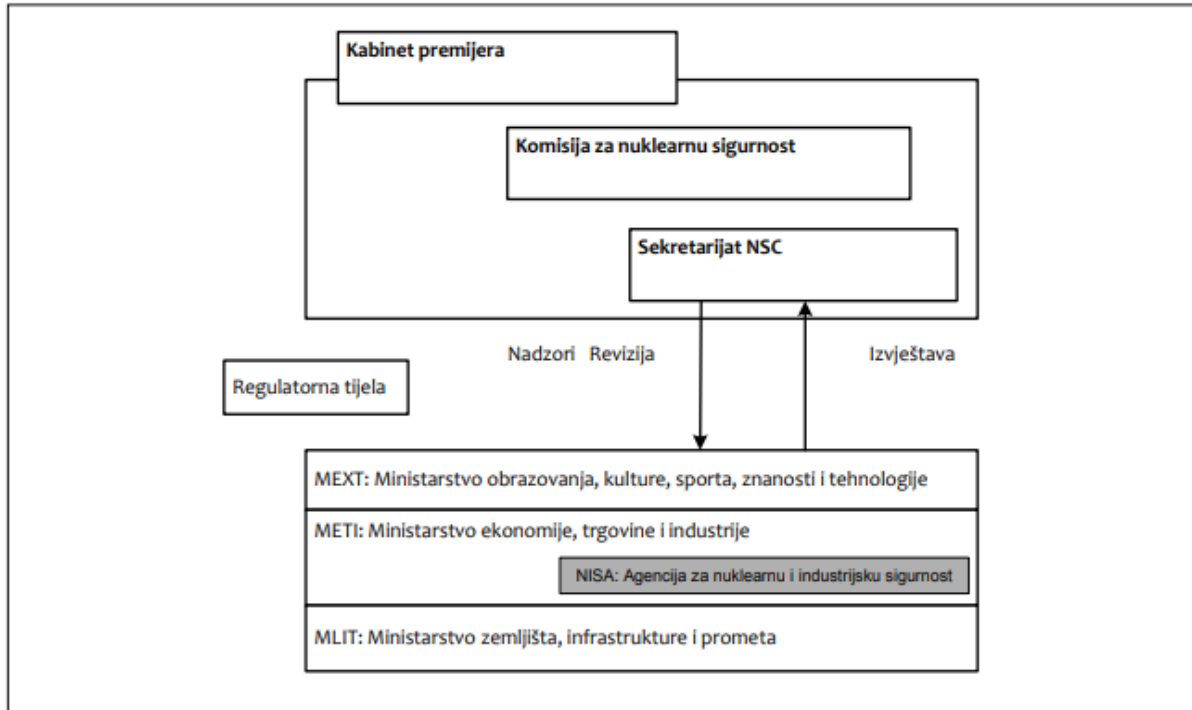 Kabinet premijera
Komisija za nuklearnu sigurnost
Sekretarijat NSC
Nadzori Revizija
Izvještava
Regulatorna tijela
MEXT: Ministarstvo obrazovanja, kulture, sporta, znanosti i tehnologije
METI: Ministarstvo ekonomije, trgovine i industrije
NISA: Agencija za nuklearnu i industrijsku sigurnost
MLIT: Ministarstvo zemljišta, infrastrukture i prometa